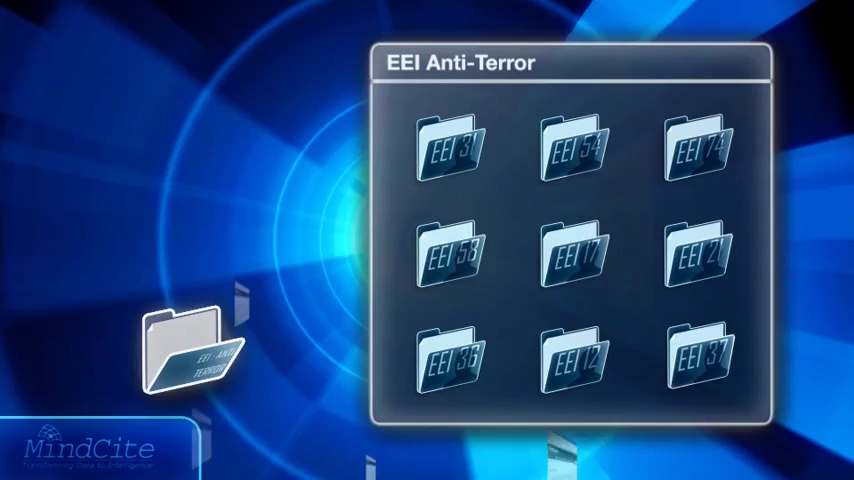 EEI Anti-Terror
EEI 31
EEI 54
EEI 74
EEI 58
EEI 17
EEI 21
EEI 36
EEI 12
EEI 37
EEI - ANTI
TERROR
MindCite
Transforming Data to Intelligence